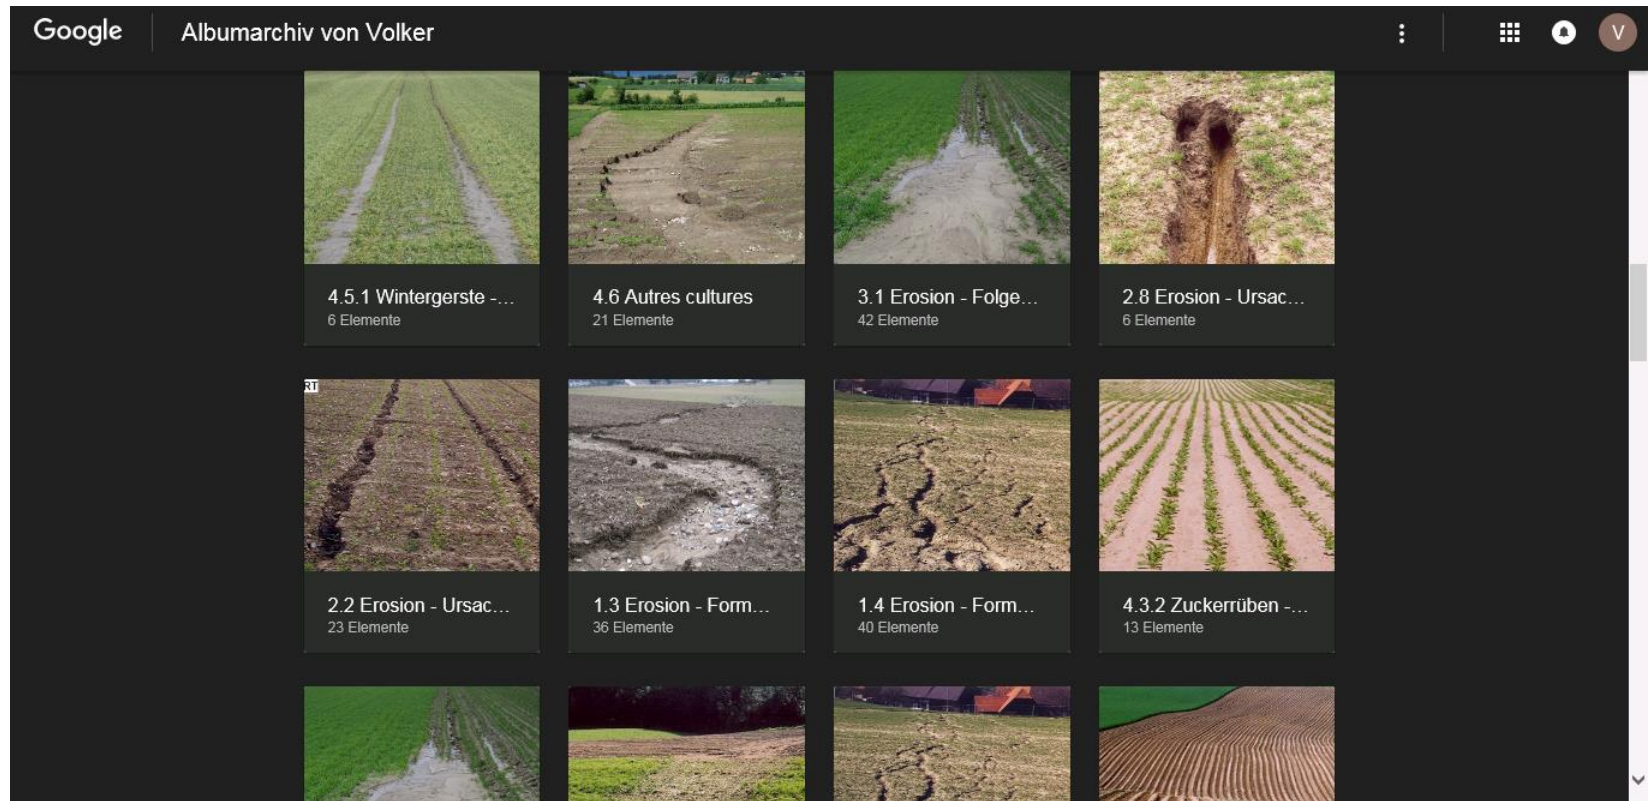 Google
Albumarchiv von Volker
V
4.5.1 Wintergerste -...
6 Elemente
4.6 Autres cultures
21 Elemente
3.1 Erosion - Folge...
42 Elemente
2.8 Erosion - Ursac...
6 Elemente
RT
2.2 Erosion - Ursac...
23 Elemente
1.3 Erosion - Form...
36 Elemente
1.4 Erosion - Form...
40 Elemente
4.3.2 Zuckerrüben -...
13 Elemente